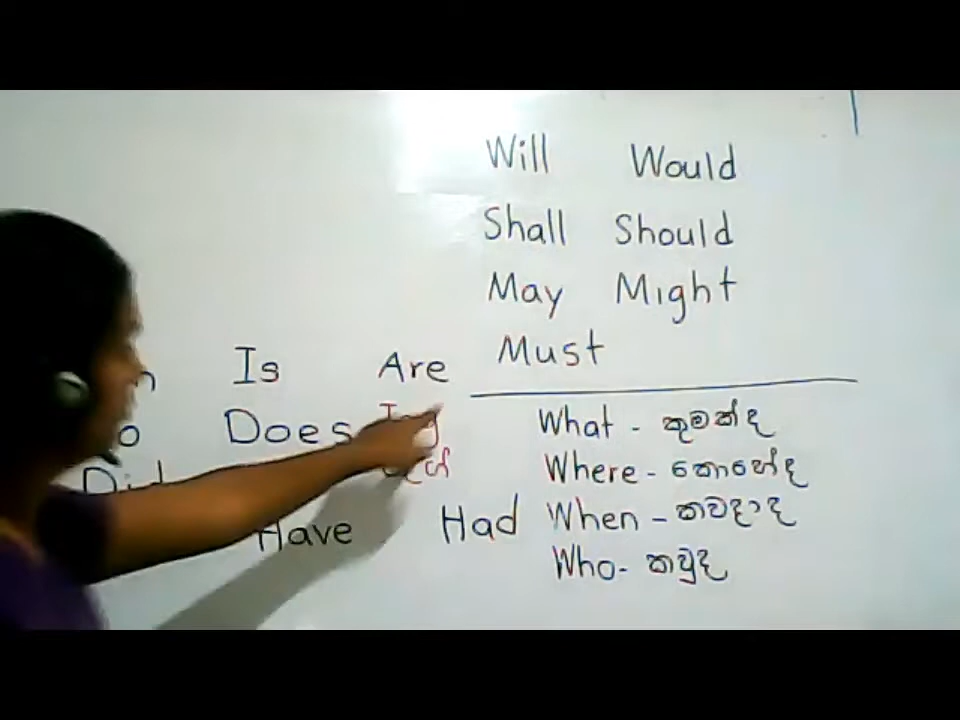 Will Would
Shall Should
May Might
Must
Is Are
Does
Did
Have Had
What - කුමක්ද
Where - කොහේද
When - කවදාද
Who - කවුද